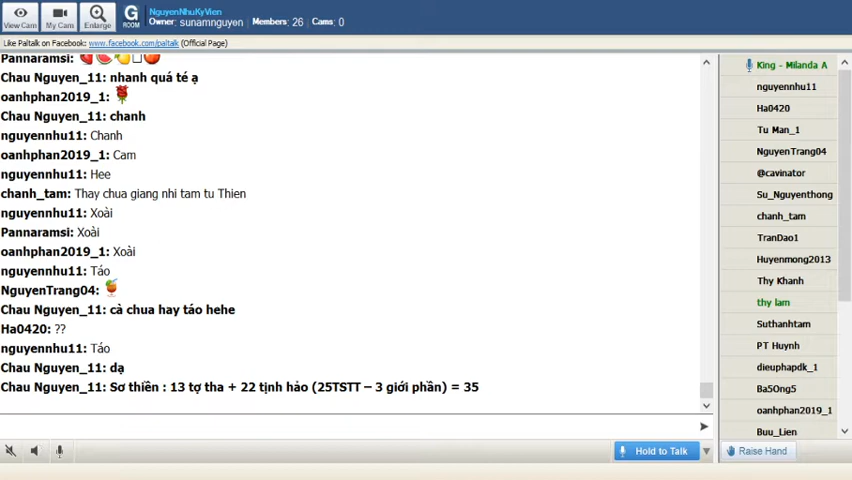 View Cam
My Cam
Enlarge
G
ROOM
NguyenNhuKyVien
Owner: sunamnguyen Members: 26 Cams: 0
Like Paltalk on Facebook: www.facebook.com/paltalk (Official Page)
Pannaramsi:
Chau Nguyen_11: nhanh quá té ạ
oanhphan2019_1:
Chau Nguyen_11: chanh
nguyennhu11: Chanh
oanhphan2019_1: Cam
nguyennhu11: Hee
chanh_tam: Thay chua giang nhi tam tu Thien
nguyennhu11: Xoài
Pannaramsi: Xoài
oanhphan2019_1: Xoài
nguyennhu11: Táo
NguyenTrang04:
Chau Nguyen_11: cà chua hay táo hehe
Ha0420: ??
nguyennhu11: Táo
Chau Nguyen_11: dạ
Chau Nguyen_11: Sơ thiền : 13 tợ tha + 22 tịnh hảo (25TSTT – 3 giới phần) = 35
Hold to Talk
King - Milanda A
nguyennhu11
Ha0420
Tu Man_1
NguyenTrang04
@cavinator
Su_Nguyenthong
chanh_tam
TranDao1
Huyenmong2013
Thy Khanh
thy lam
Suthanhtam
PT Huynh
dieuphapdk_1
Ba5Ong5
oanhphan2019_1
Buu_Lien
Raise Hand